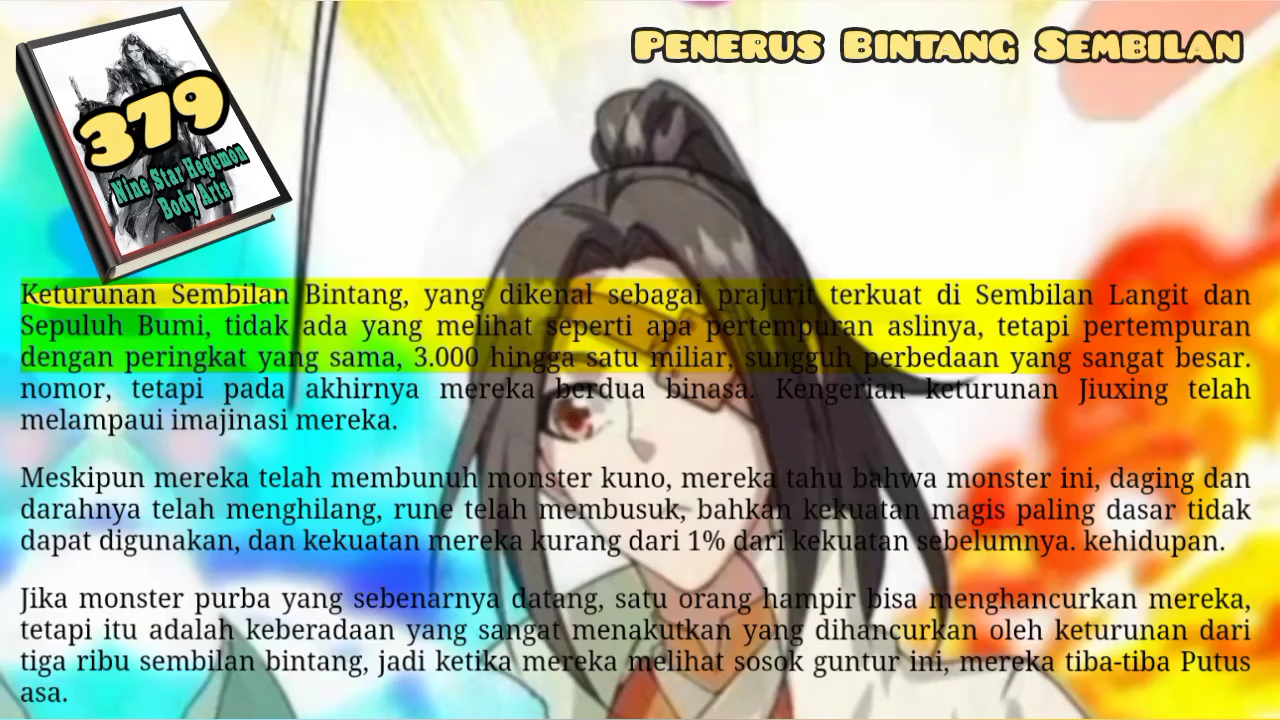 Penerus Bintang Sembilan
379
Nine Star Hegemon
Body Arts
Keturunan Sembilan Bintang, yang dikenal sebagai prajurit terkuat di Sembilan Langit dan
Sepuluh Bumi, tidak ada yang melihat seperti apa pertempuran aslinya, tetapi pertempuran
dengan peringkat yang sama, 3.000 hingga satu miliar, sungguh perbedaan yang sangat besar.
nomor, tetapi pada akhirnya mereka berdua binasa. Kengerian keturunan Jiuxing telah
melampaui imajinasi mereka.
Meskipun mereka telah membunuh monster kuno, mereka tahu bahwa monster ini, daging dan
darahnya telah menghilang, rune telah membusuk, bahkan kekuatan magis paling dasar tidak
dapat digunakan, dan kekuatan mereka kurang dari 1% dari kekuatan sebelumnya. kehidupan.
Jika monster purba yang sebenarnya datang, satu orang hampir bisa menghancurkan mereka,
tetapi itu adalah keberadaan yang sangat menakutkan yang dihancurkan oleh keturunan dari
tiga ribu sembilan bintang, jadi ketika mereka melihat sosok guntur ini, mereka tiba-tiba Putus
asa.